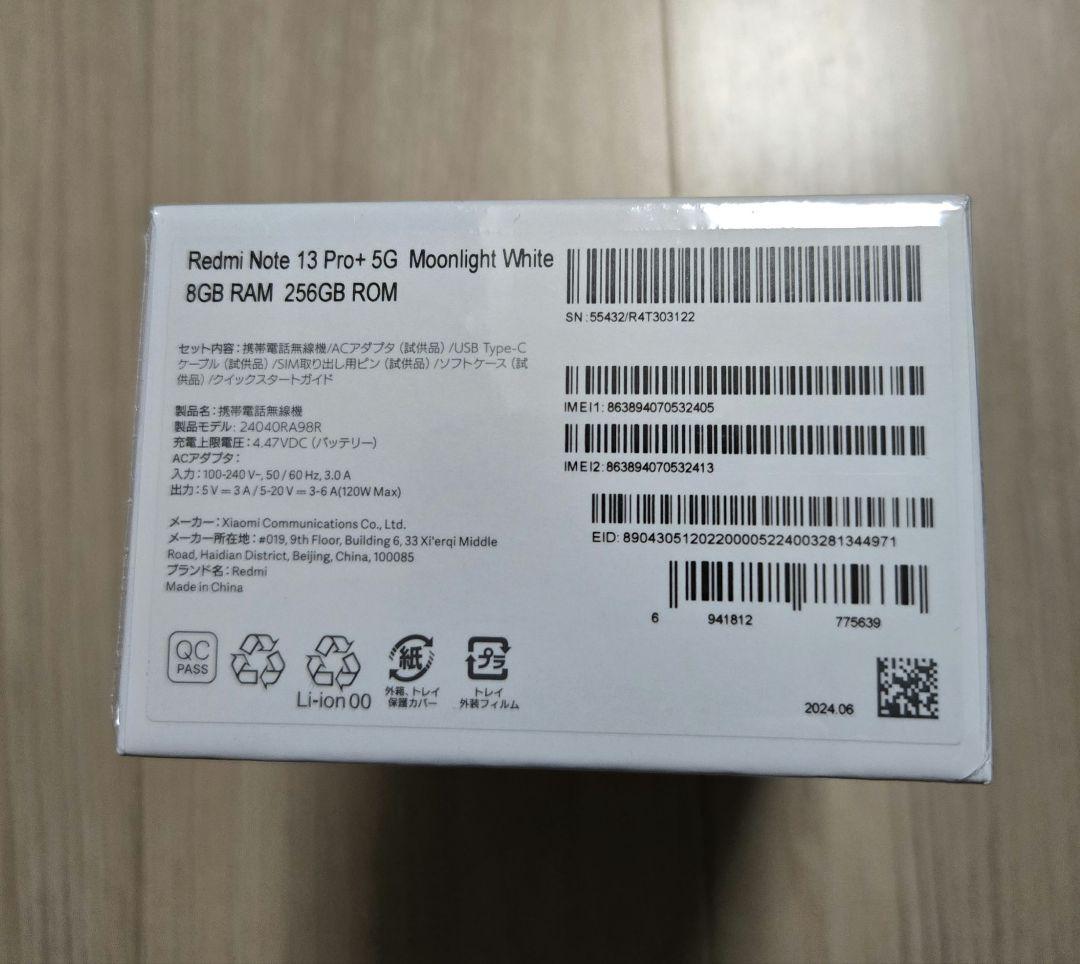 Redmi Note 13 Pro+ 5G Moonlight White
8GB RAM 256GB ROM
セット内容：携帯電話無線機/ACアダプタ（試供品）/USB Type-C
ケーブル（試供品）/SIM取り出し用ピン（試供品）/ソフトケース（試
供品）/クイックスタートガイド
製品名：携帯電話無線機
製品モデル：24040RA98R
充電上限電圧：4.47VDC（バッテリー）
ACアダプタ：
入力：100-240 V~, 50 / 60 Hz, 3.0 A
出力：5 V ⎓ 3 A / 5-20 V ⎓ 3-6 A(120W Max)
メーカー：Xiaomi Communications Co., Ltd.
メーカー所在地：#019, 9th Floor, Building 6, 33 Xi'erqi Middle
Road, Haidian District, Beijing, China, 100085
ブランド名：Redmi
Made in China
QC
PASS
Li-ion 00
紙
外箱、トレイ
保護カバー
プラ
トレイ
外装フィルム
SN:55432/R4T303122
IMEI1:863894070532405
IMEI2:863894070532413
EID: 89043051202200005224003281344971
6 941812 775639
2024.06